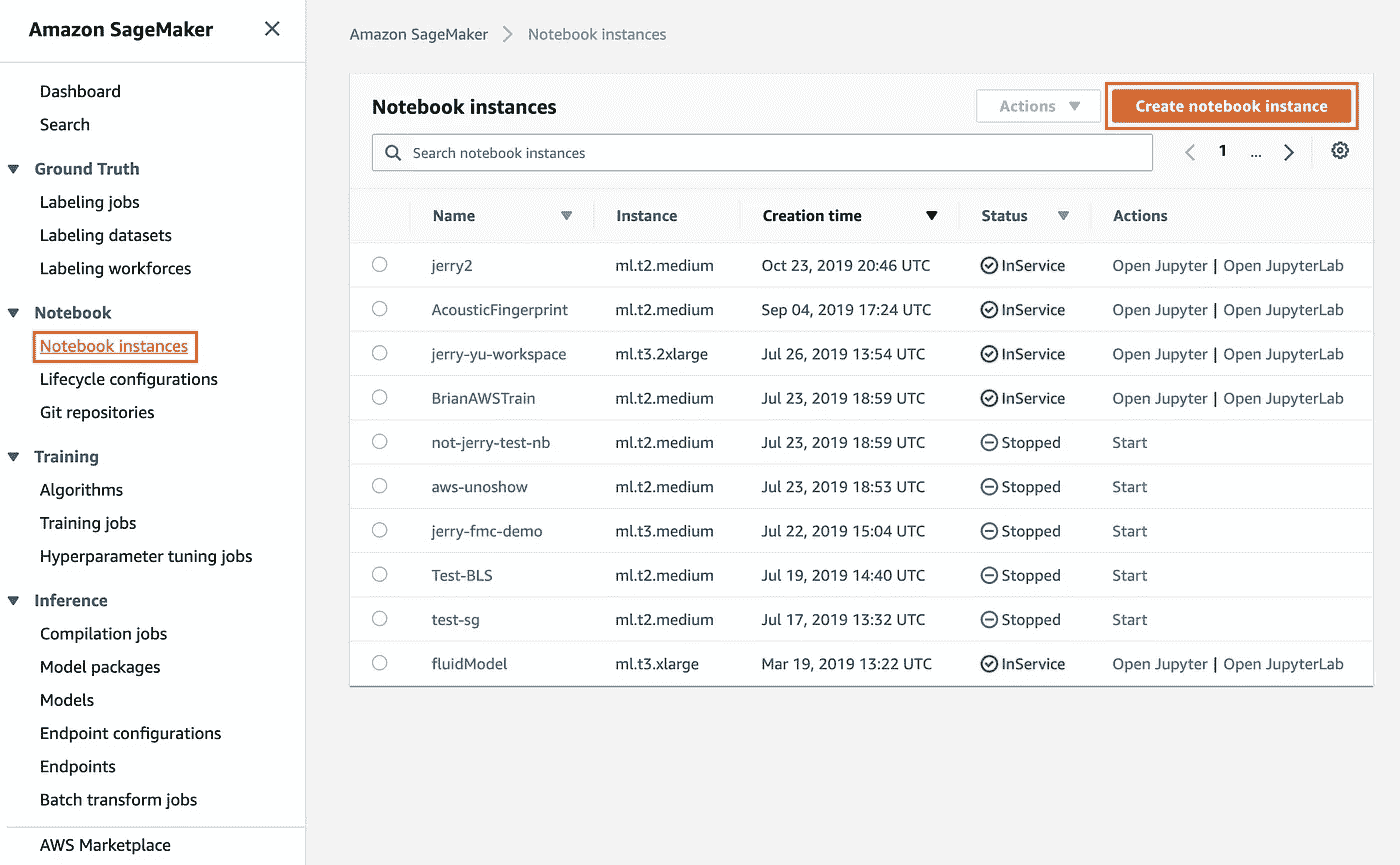 Amazon SageMaker
Dashboard
Search
Ground Truth
Labeling jobs
Labeling datasets
Labeling workforces
Notebook
Notebook instances
Lifecycle configurations
Git repositories
Training
Algorithms
Training jobs
Hyperparameter tuning jobs
Inference
Compilation jobs
Model packages
Models
Endpoint configurations
Endpoints
Batch transform jobs
AWS Marketplace
Amazon SageMaker > Notebook instances
Notebook instances Actions Create notebook instance
Search notebook instances 1 ...
Name Instance Creation time Status Actions
jerry2 ml.t2.medium Oct 23, 2019 20:46 UTC InService Open Jupyter | Open JupyterLab
AcousticFingerprint ml.t2.medium Sep 04, 2019 17:24 UTC InService Open Jupyter | Open JupyterLab
jerry-yu-workspace ml.t3.2xlarge Jul 26, 2019 13:54 UTC InService Open Jupyter | Open JupyterLab
BrianAWSTrain ml.t2.medium Jul 23, 2019 18:59 UTC InService Open Jupyter | Open JupyterLab
not-jerry-test-nb ml.t2.medium Jul 23, 2019 18:59 UTC Stopped Start
aws-unoshow ml.t2.medium Jul 23, 2019 18:53 UTC Stopped Start
jerry-fmc-demo ml.t3.medium Jul 22, 2019 15:04 UTC Stopped Start
Test-BLS ml.t2.medium Jul 19, 2019 14:40 UTC Stopped Start
test-sg ml.t2.medium Jul 17, 2019 13:32 UTC Stopped Start
fluidModel ml.t3.xlarge Mar 19, 2019 13:22 UTC InService Open Jupyter | Open JupyterLab